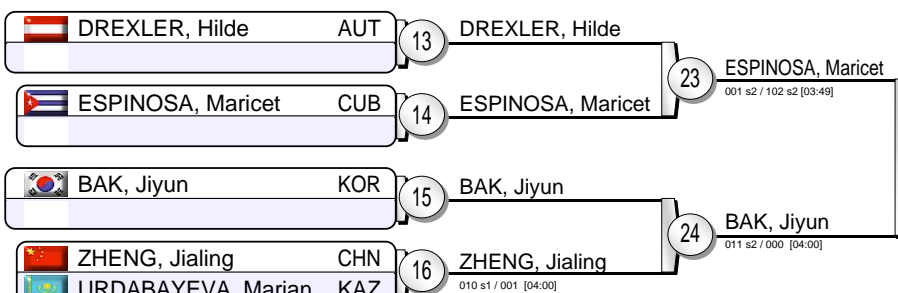 DREXLER, Hilde AUT
13
DREXLER, Hilde
23
ESPINOSA, Maricet
001 s2 / 102 s2 [03:49]
ESPINOSA, Maricet CUB
14
ESPINOSA, Maricet
BAK, Jiyun KOR
15
BAK, Jiyun
24
BAK, Jiyun
011 s2 / 000 [04:00]
ZHENG, Jialing CHN
16
ZHENG, Jialing
010 s1 / 001 [04:00]
URDABAYEVA, Marian KAZ